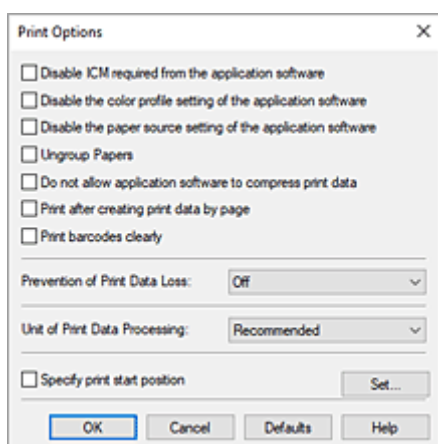 Print Options
Disable ICM required from the application software
Disable the color profile setting of the application software
Disable the paper source setting of the application software
Ungroup Papers
Do not allow application software to compress print data
Print after creating print data by page
Print barcodes clearly
Prevention of Print Data Loss: Off
Unit of Print Data Processing: Recommended
Specify print start position Set...
OK Cancel Defaults Help